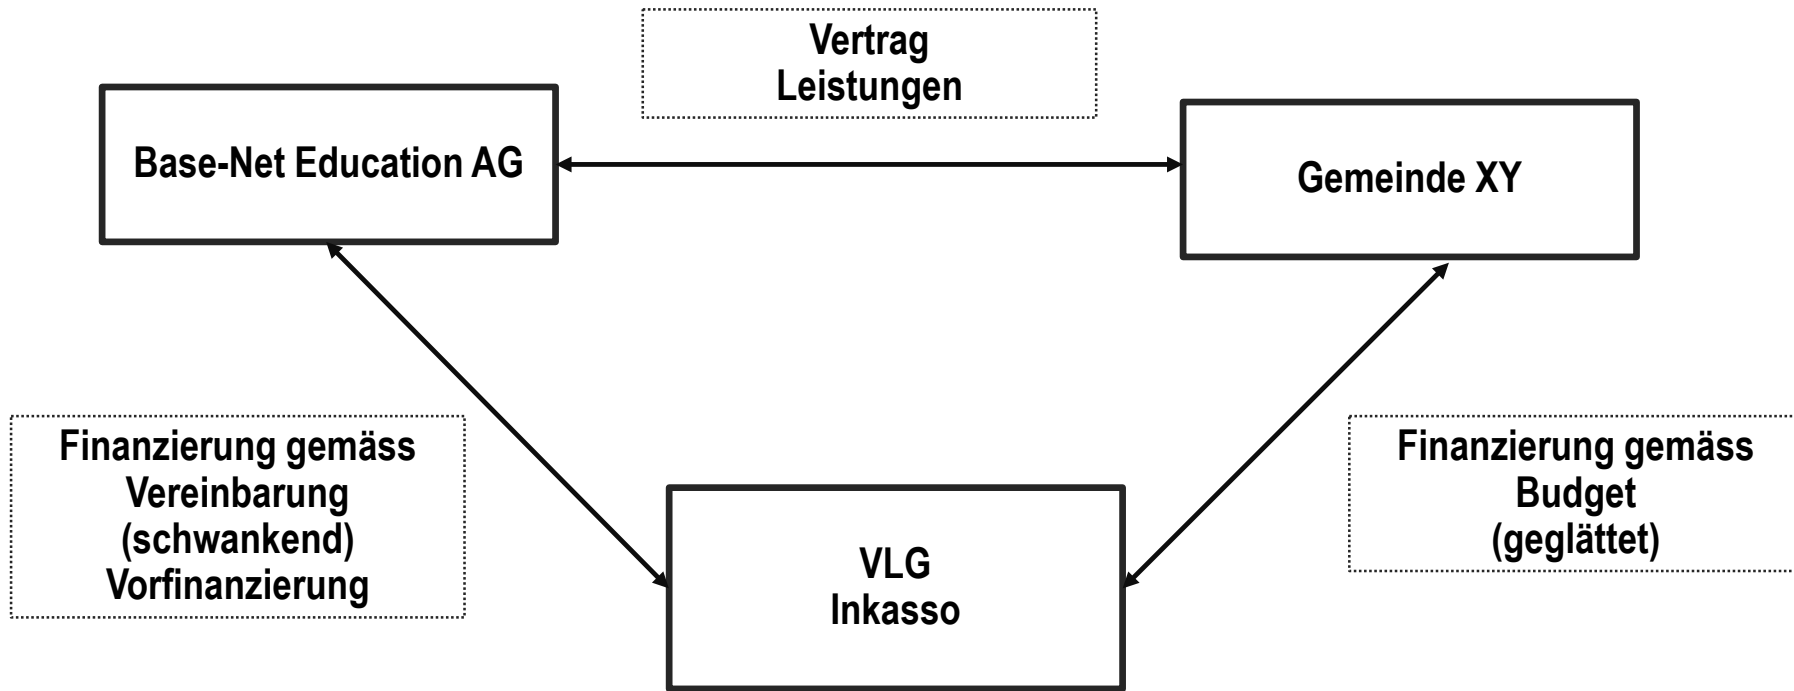 Vertrag
Leistungen
Base-Net Education AG
Gemeinde XY
Finanzierung gemäss
Vereinbarung
(schwankend)
Vorfinanzierung
Finanzierung gemäss
Budget
(geglättet)
VLG
Inkasso